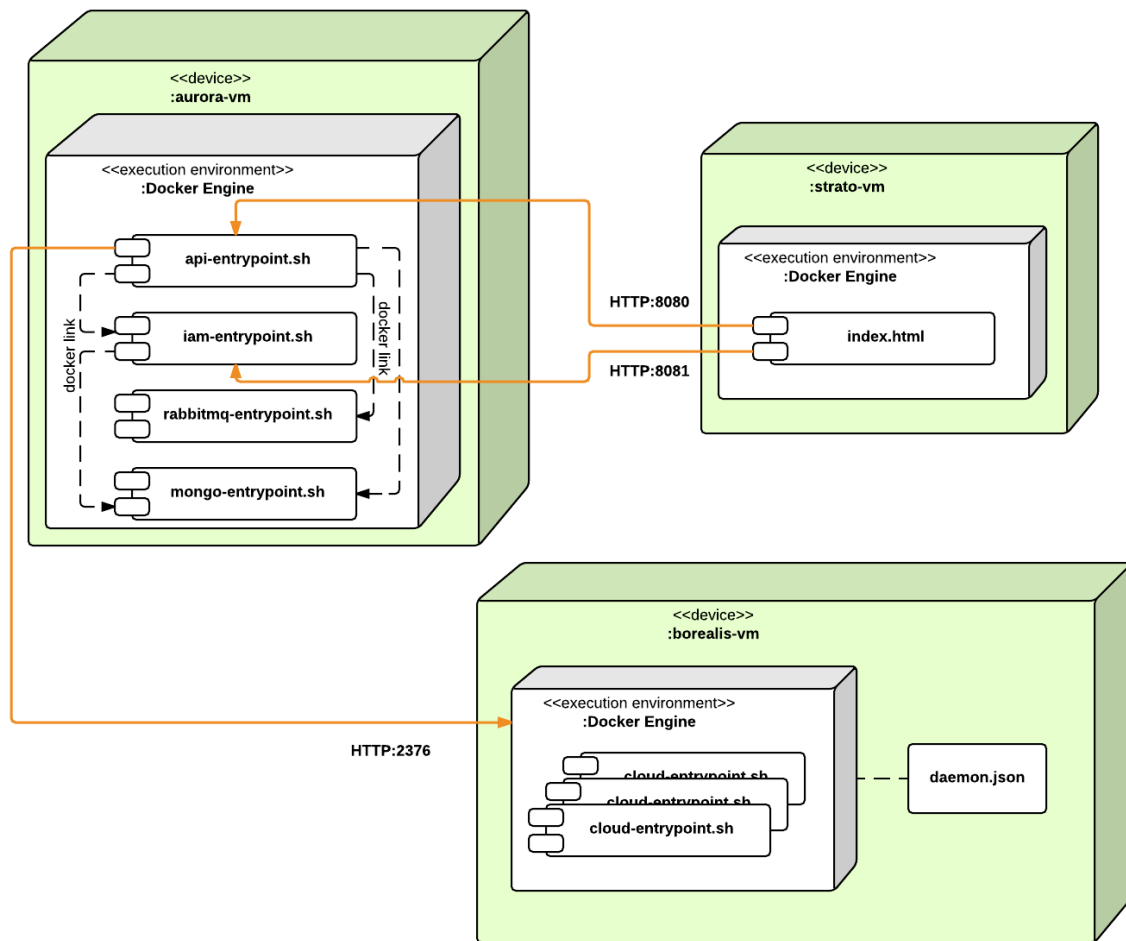 <<device>>
:aurora-vm
<<execution environment>>
:Docker Engine
api-entrypoint.sh
docker link
docker link
iam-entrypoint.sh
rabbitmq-entrypoint.sh
mongo-entrypoint.sh
<<device>>
:strato-vm
<<execution environment>>
:Docker Engine
HTTP:8080
index.html
HTTP:8081
<<device>>
:borealis-vm
<<execution environment>>
:Docker Engine
HTTP:2376
cloud-entrypoint.sh
cloud-entrypoint.sh
cloud-entrypoint.sh
daemon.json